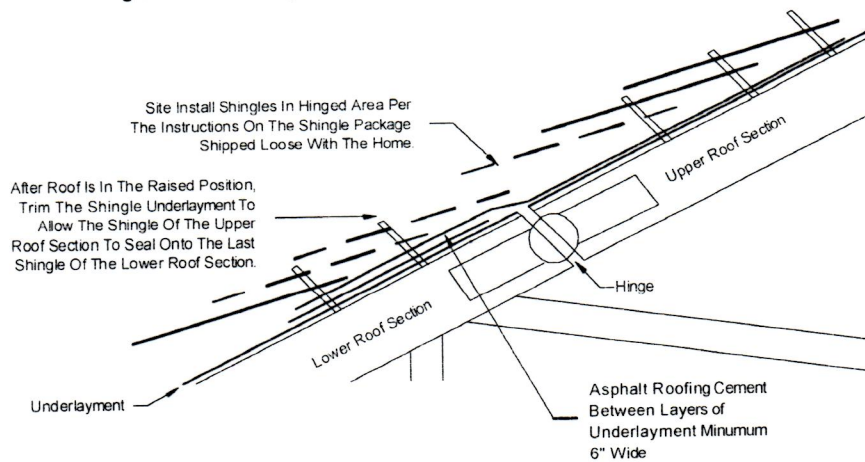 Site Install Shingles In Hinged Area Per
The Instructions On The Shingle Package
Shipped Loose With The Home.
After Roof Is In The Raised Position,
Trim The Shingle Underlayment To
Allow The Shingle Of The Upper
Roof Section To Seal Onto The Last
Shingle Of The Lower Roof Section.
Upper Roof Section
Hinge
Lower Roof Section
Underlayment
Asphalt Roofing Cement
Between Layers of
Underlayment Minumum
6" Wide